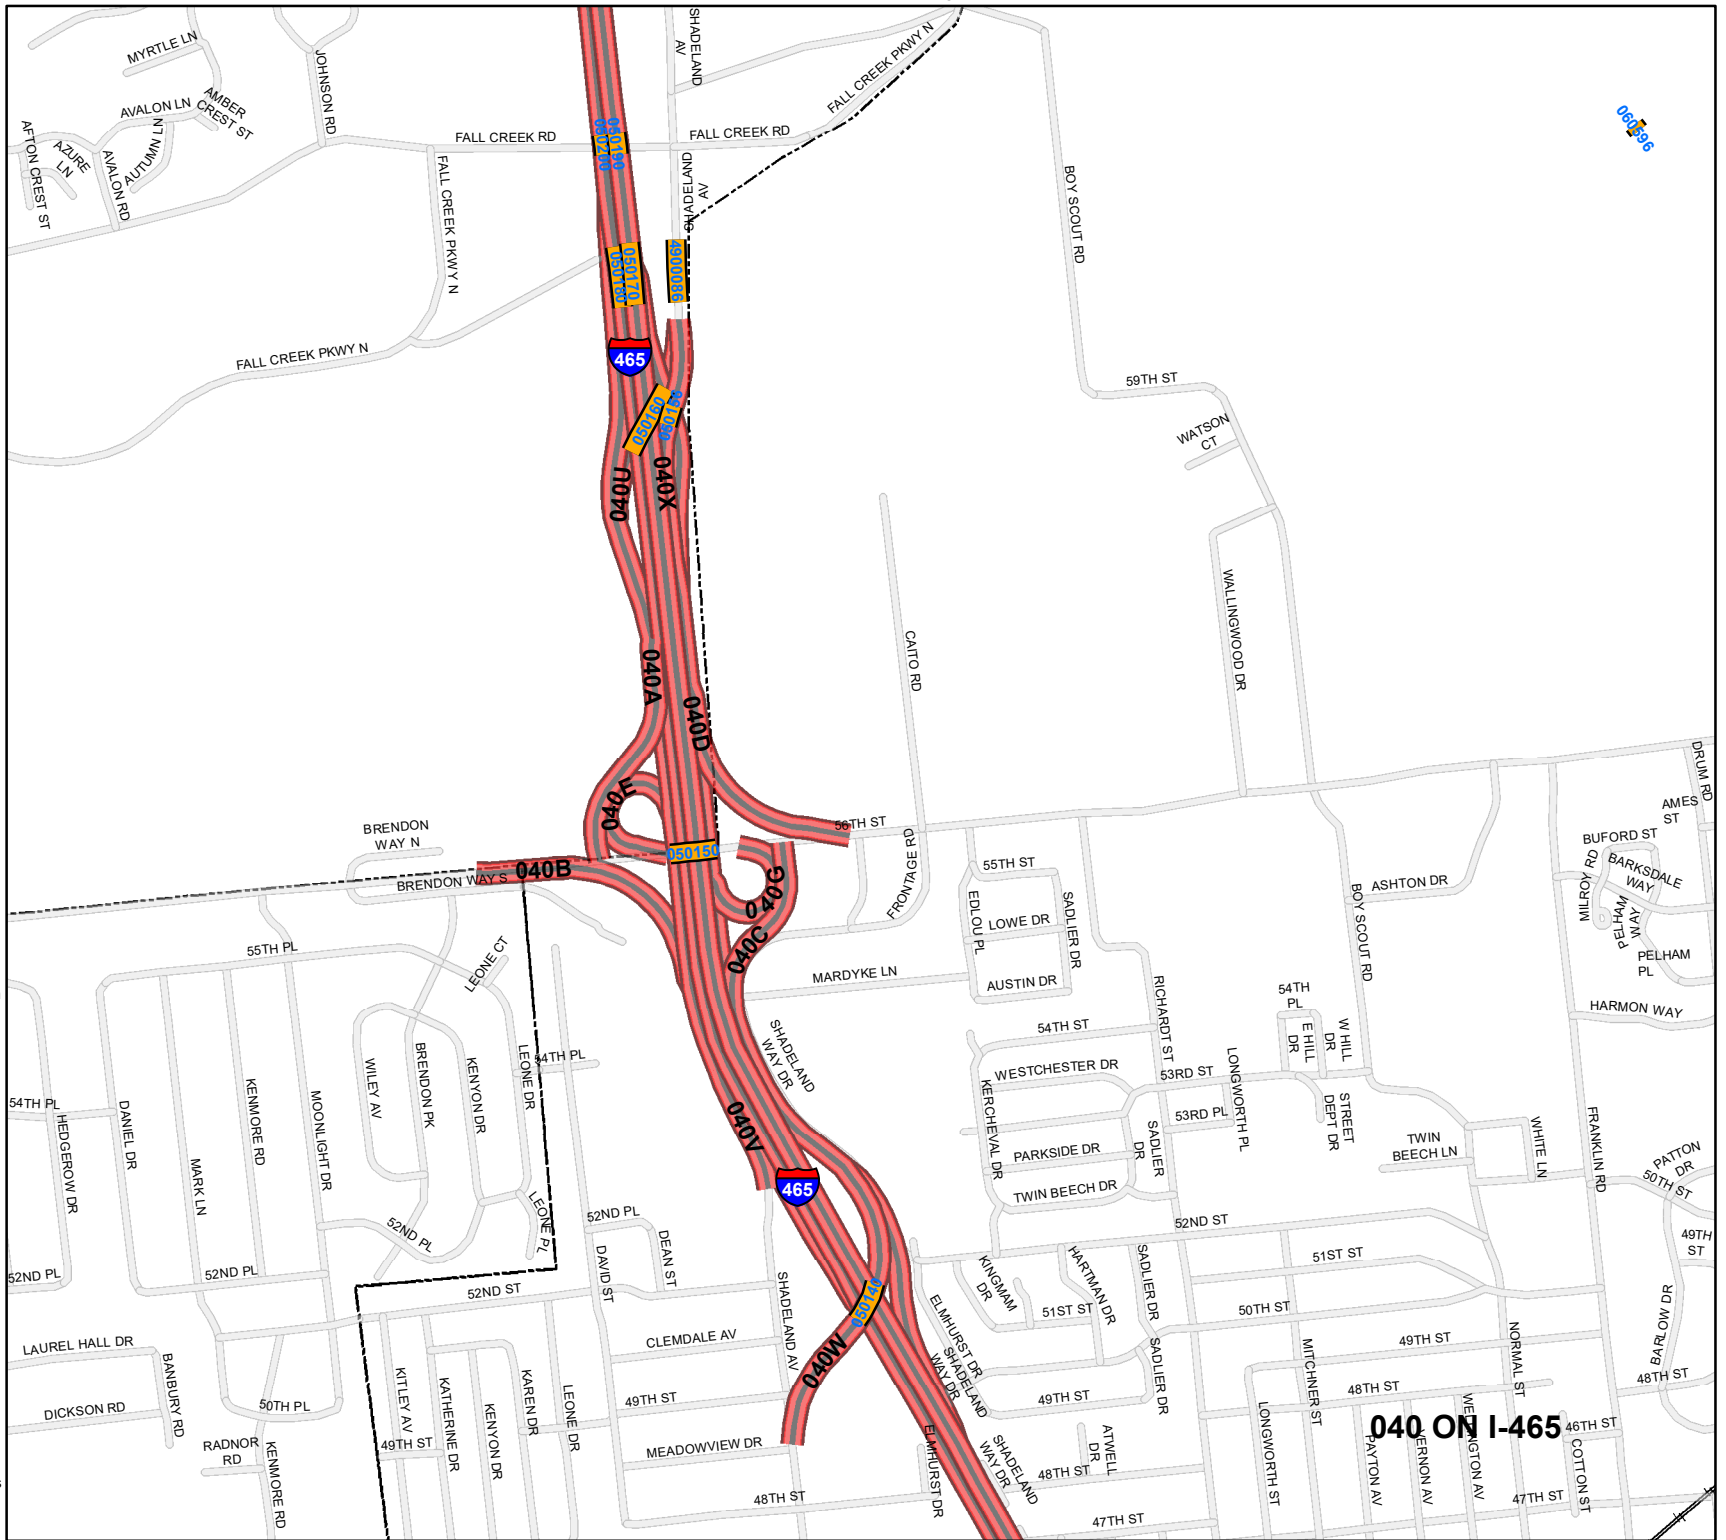 SHADELAND
AV
MYRTLE LN
JOHNSON RD
FALL CREEK PKWY N
AVALON LN
AMBER
CREST ST
AFTON CREST ST
AZURE
LN
AUTUMN LN
AVALON RD
FALL CREEK RD
050200
050190
FALL CREEK RD
060596
FALL CREEK PKWY N
SHADELAND
AV
BOY SCOUT RD
050180
050170
4900086
FALL CREEK PKWY N
465
59TH ST
050160
WATSON
CT
040U
040X
WALLINGWOOD DR
CAITO RD
040A
040D
DRUM RD
040E
AMES
ST
BRENDON
WAY N
56TH ST
050150
BUFORD ST
BARKSDALE
WAY
MILROY RD
PELHAM
WAY
PELHAM
PL
040B
BRENDON WAY S
040G
FRONTAGE RD
55TH ST
ASHTON DR
EDLOU PL
LOWE DR
SADLIER DR
BOY SCOUT RD
040C
55TH PL
LEONE CT
MARDYKE LN
AUSTIN DR
RICHARDT ST
54TH
PL
E HILL
DR
W HILL
DR
HARMON WAY
SHADELAND
WAY DR
54TH ST
WILEY AV
BRENDON PK
KENYON DR
LEONE DR
54TH PL
WESTCHESTER DR
53RD ST
LONGWORTH PL
54TH PL
HEDGEROW DR
DANIEL DR
MARK LN
KENMORE RD
MOONLIGHT DR
040V
KERCHEVAL DR
53RD PL
STREET
DEPT DR
FRANKLIN RD
WHITE LN
PARKSIDE DR
SADLIER
DR
TWIN
BEECH LN
PATTON
DR
50TH ST
465
TWIN BEECH DR
LEONE PL
52ND PL
52ND PL
DEAN ST
DAVID ST
52ND ST
51ST ST
49TH
ST
52ND PL
52ND PL
52ND ST
SHADELAND AV
050140
KINGMAM
DR
HARTMAN DR
SADLIER DR
51ST ST
50TH ST
BARLOW DR
LAUREL HALL DR
BANBURY RD
CLEMDALE AV
040W
ELMHURST DR
SHADELAND
WAY DR
SADLIER DR
MITCHNER ST
49TH ST
NORMAL ST
48TH ST
DICKSON RD
50TH PL
KITLEY AV
KATHERINE DR
KENYON DR
KAREN DR
LEONE DR
49TH ST
49TH ST
48TH ST
RADNOR
RD
KENMORE RD
49TH ST
MEADOWVIEW DR
ELMHURST DR
SHADELAND
WAY DR
ATWELL
DR
48TH ST
LONGWORTH ST
PAYTON AV
VERNON AV
WELLINGTON AV
040 ON I-465
46TH ST
COTTON ST
48TH ST
47TH ST
47TH ST